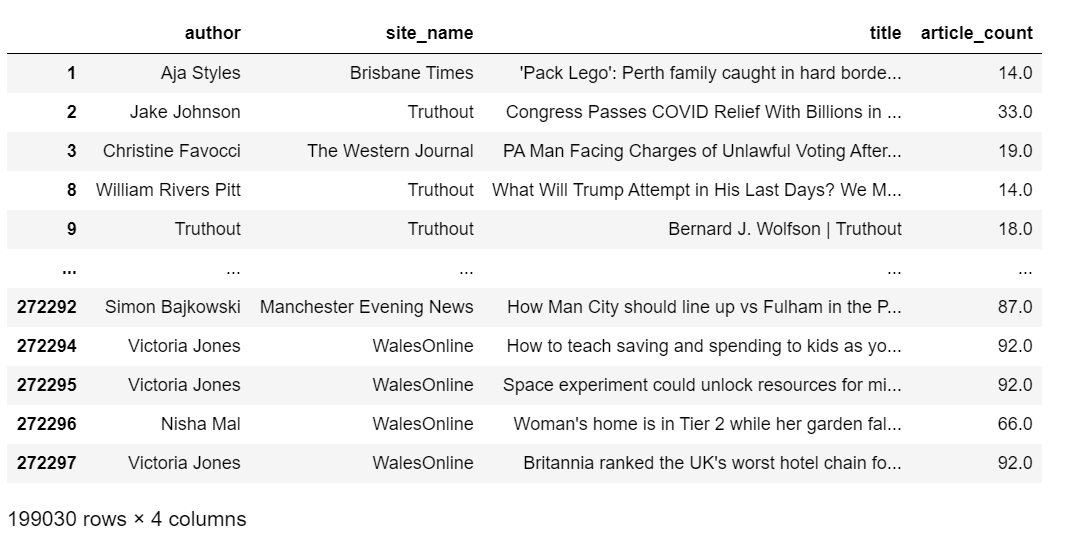 author site_name title article_count
1 Aja Styles Brisbane Times 'Pack Lego': Perth family caught in hard borde... 14.0
2 Jake Johnson Truthout Congress Passes COVID Relief With Billions in ... 33.0
3 Christine Favocci The Western Journal PA Man Facing Charges of Unlawful Voting After... 19.0
8 William Rivers Pitt Truthout What Will Trump Attempt in His Last Days? We M... 14.0
9 Truthout Truthout Bernard J. Wolfson | Truthout 18.0
... ... ... ... ...
272292 Simon Bajkowski Manchester Evening News How Man City should line up vs Fulham in the P... 87.0
272294 Victoria Jones WalesOnline How to teach saving and spending to kids as yo... 92.0
272295 Victoria Jones WalesOnline Space experiment could unlock resources for mi... 92.0
272296 Nisha Mal WalesOnline Woman's home is in Tier 2 while her garden fal... 66.0
272297 Victoria Jones WalesOnline Britannia ranked the UK's worst hotel chain fo... 92.0
199030 rows × 4 columns